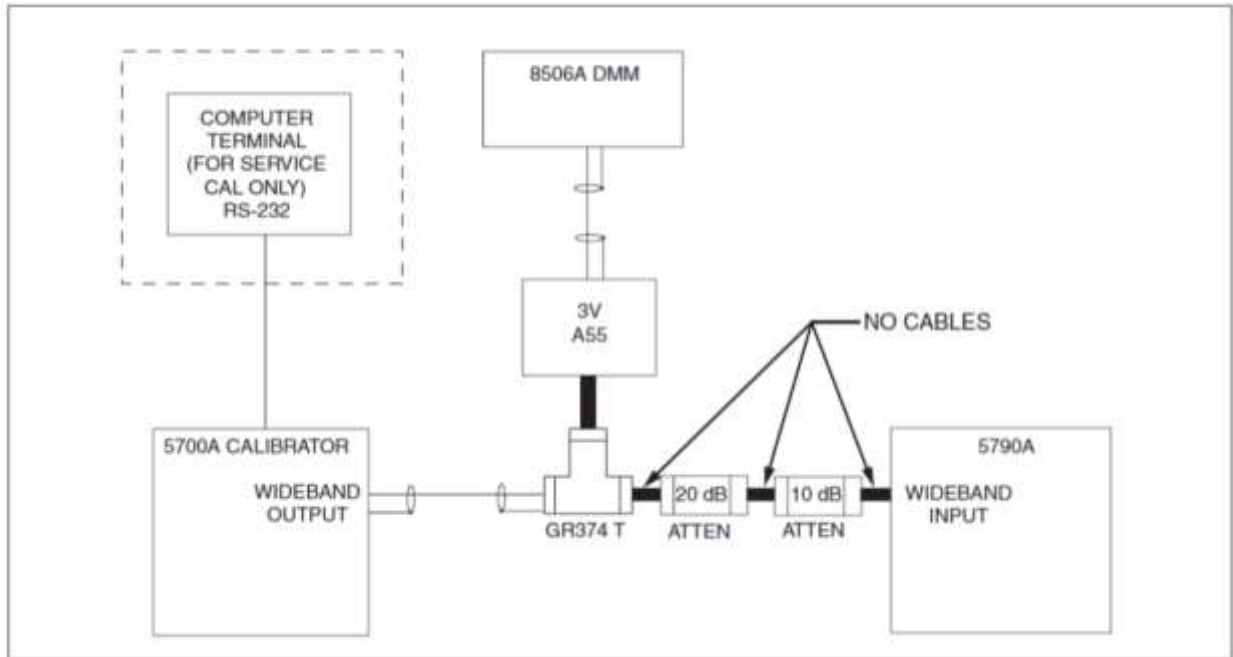 COMPUTER
TERMINAL
(FOR SERVICE
CAL ONLY)
RS-232
8506A DMM
3V
A55
NO CABLES
5700A CALIBRATOR
WIDEBAND
OUTPUT
GR374 T
20 dB
ATTEN
10 dB
ATTEN
5790A
WIDEBAND
INPUT